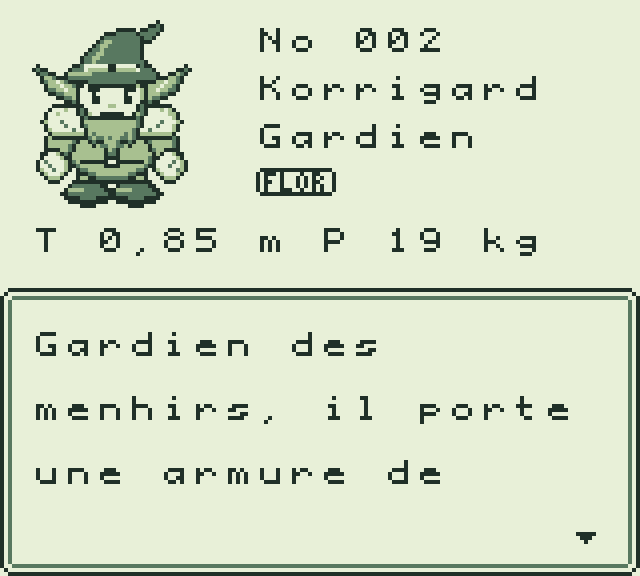 No 002
Korrigard
Gardien
FLOR
T 0,85 m P 19 kg
Gardien des
menhirs, il porte
une armure de